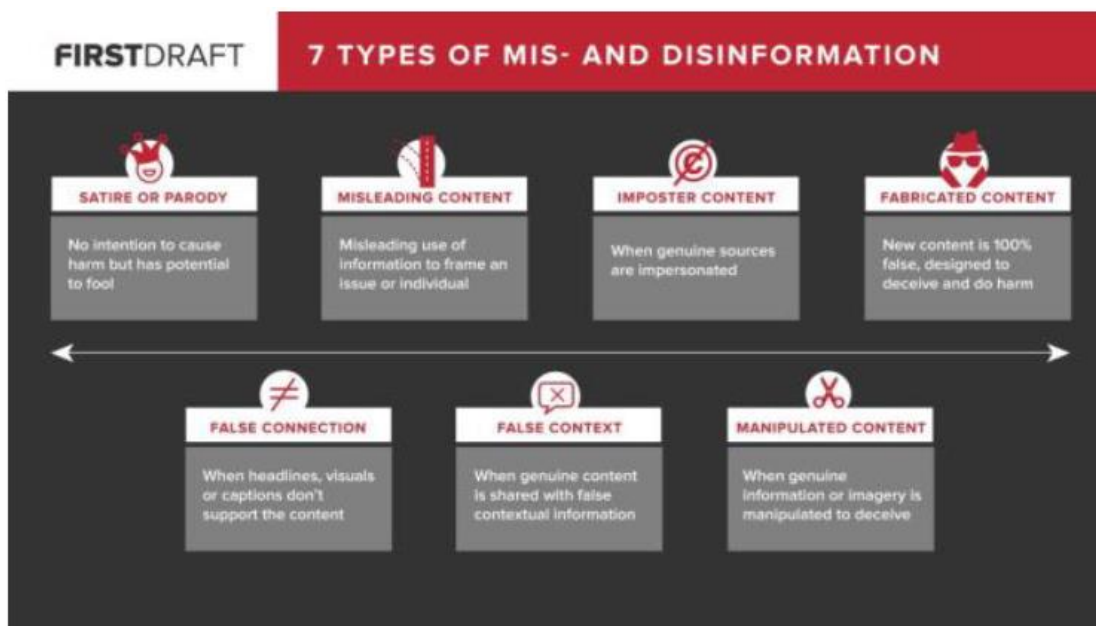 FIRSTDRAFT
7 TYPES OF MIS- AND DISINFORMATION
SATIRE OR PARODY
No intention to cause
harm but has potential
to fool
MISLEADING CONTENT
Misleading use of
information to frame an
issue or individual
IMPOSTER CONTENT
When genuine sources
are impersonated
FABRICATED CONTENT
New content is 100%
false, designed to
deceive and do harm
FALSE CONNECTION
When headlines, visuals
or captions don't
support the content
FALSE CONTEXT
When genuine content
is shared with false
contextual information
MANIPULATED CONTENT
When genuine
information or imagery is
manipulated to deceive